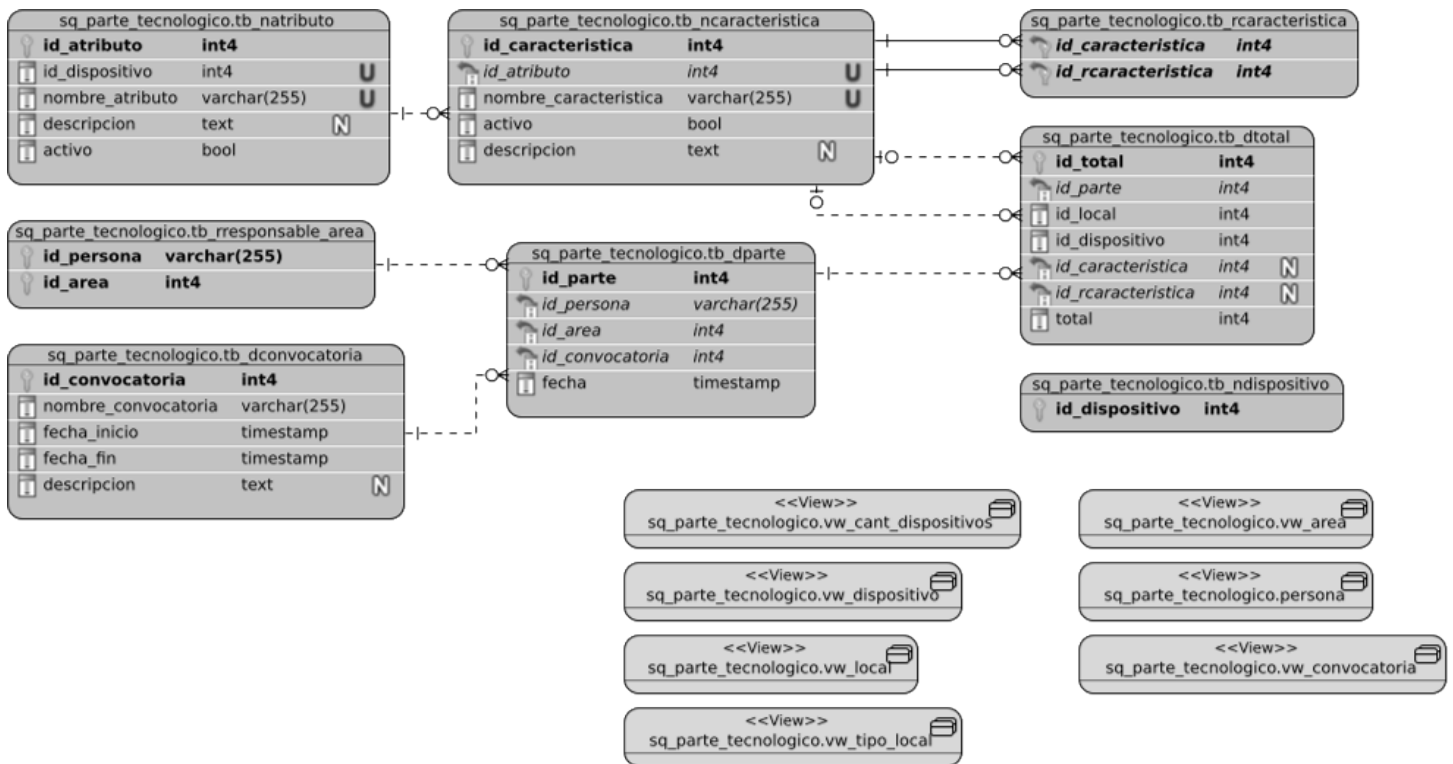 sq_parte_tecnologico.tb_natributo
id_atributo int4
id_dispositivo int4 U
nombre_atributo varchar(255) U
descripcion text N
activo bool
sq_parte_tecnologico.tb_ncaracteristica
id_caracteristica int4
id_atributo int4 U
nombre_caracteristica varchar(255) U
activo bool
descripcion text N
sq_parte_tecnologico.tb_rcaracteristica
id_caracteristica int4
id_rcaracteristica int4
sq_parte_tecnologico.tb_dtotal
id_total int4
id_parte int4
id_local int4
id_dispositivo int4
id_caracteristica int4 N
id_rcaracteristica int4 N
total int4
sq_parte_tecnologico.tb_rresponsable_area
id_persona varchar(255)
id_area int4
sq_parte_tecnologico.tb_dparte
id_parte int4
id_persona varchar(255)
id_area int4
id_convocatoria int4
fecha timestamp
sq_parte_tecnologico.tb_dconvocatoria
id_convocatoria int4
nombre_convocatoria varchar(255)
fecha_inicio timestamp
fecha_fin timestamp
descripcion text N
sq_parte_tecnologico.tb_ndispositivo
id_dispositivo int4
<<View>>
sq_parte_tecnologico.vw_cant_dispositivos
<<View>>
sq_parte_tecnologico.vw_area
<<View>>
sq_parte_tecnologico.vw_dispositivo
<<View>>
sq_parte_tecnologico.persona
<<View>>
sq_parte_tecnologico.vw_local
<<View>>
sq_parte_tecnologico.vw_convocatoria
<<View>>
sq_parte_tecnologico.vw_tipo_local